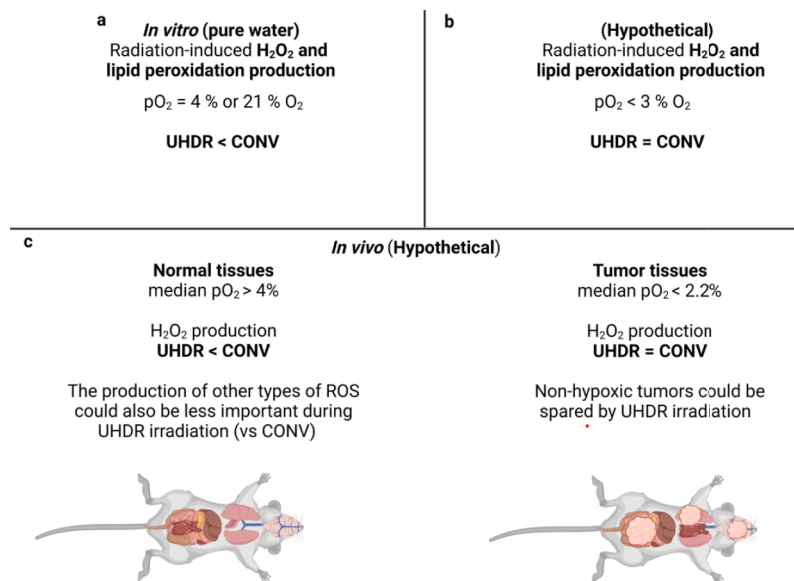 a
In vitro (pure water)
Radiation-induced H₂O₂ and
lipid peroxidation production
pO₂ = 4 % or 21 % O₂
UHDR < CONV
b
(Hypothetical)
Radiation-induced H₂O₂ and
lipid peroxidation production
pO₂ < 3 % O₂
UHDR = CONV
c
In vivo (Hypothetical)
Normal tissues
median pO₂ > 4%
H₂O₂ production
UHDR < CONV
The production of other types of ROS
could also be less important during
UHDR irradiation (vs CONV)
Tumor tissues
median pO₂ < 2.2%
H₂O₂ production
UHDR = CONV
Non-hypoxic tumors could be
spared by UHDR irradiation